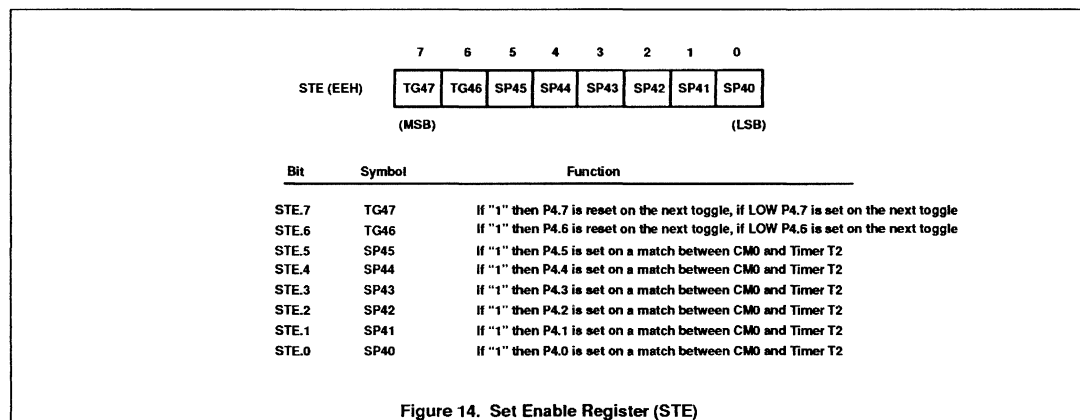 7 6 5 4 3 2 1 0
STE (EEH) TG47 TG46 SP45 SP44 SP43 SP42 SP41 SP40
(MSB) (LSB)
Bit Symbol Function
STE.7 TG47 If "1" then P4.7 is reset on the next toggle, if LOW P4.7 is set on the next toggle
STE.6 TG46 If "1" then P4.6 is reset on the next toggle, if LOW P4.6 is set on the next toggle
STE.5 SP45 If "1" then P4.5 is set on a match between CM0 and Timer T2
STE.4 SP44 If "1" then P4.4 is set on a match between CM0 and Timer T2
STE.3 SP43 If "1" then P4.3 is set on a match between CM0 and Timer T2
STE.2 SP42 If "1" then P4.2 is set on a match between CM0 and Timer T2
STE.1 SP41 If "1" then P4.1 is set on a match between CM0 and Timer T2
STE.0 SP40 If "1" then P4.0 is set on a match between CM0 and Timer T2
Figure 14. Set Enable Register (STE)